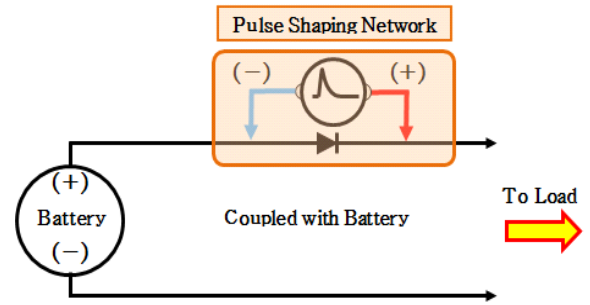 Pulse Shaping Network
(−) (+)
(+)
Battery
(−)
Coupled with Battery
To Load